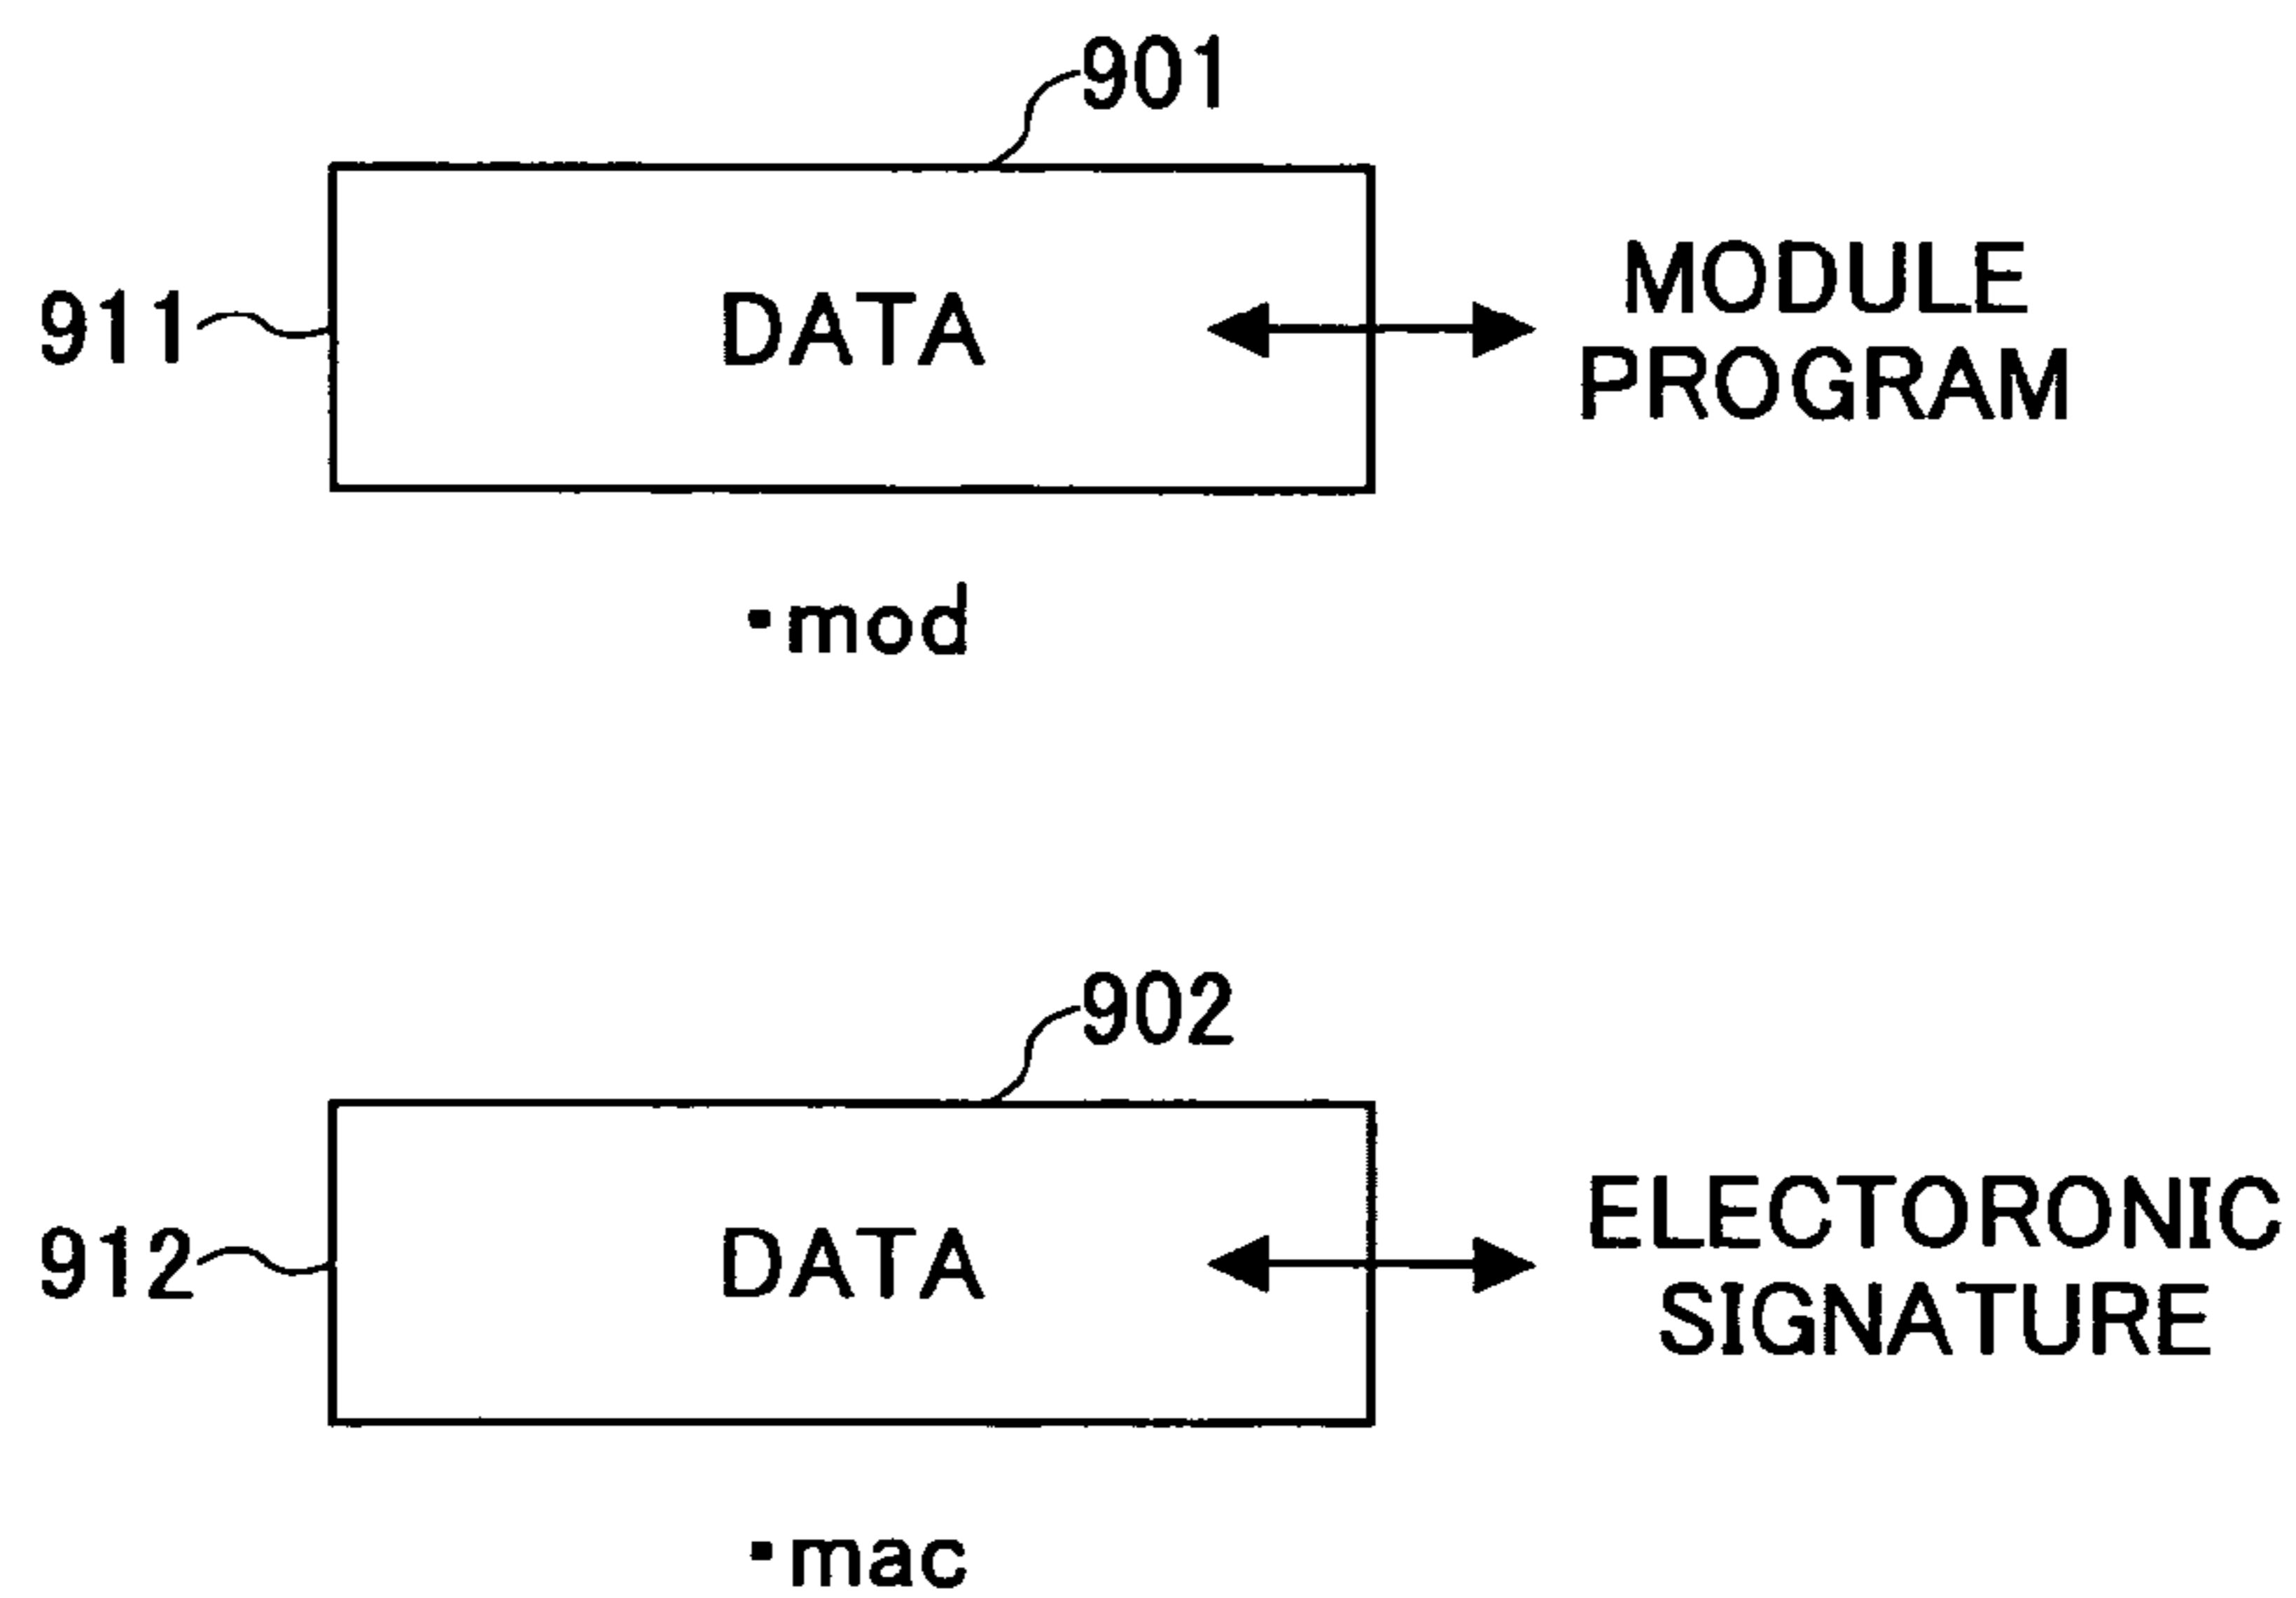 901
911
DATA
MODULE
PROGRAM
・mod
902
912
DATA
ELECTORONIC
SIGNATURE
・mac